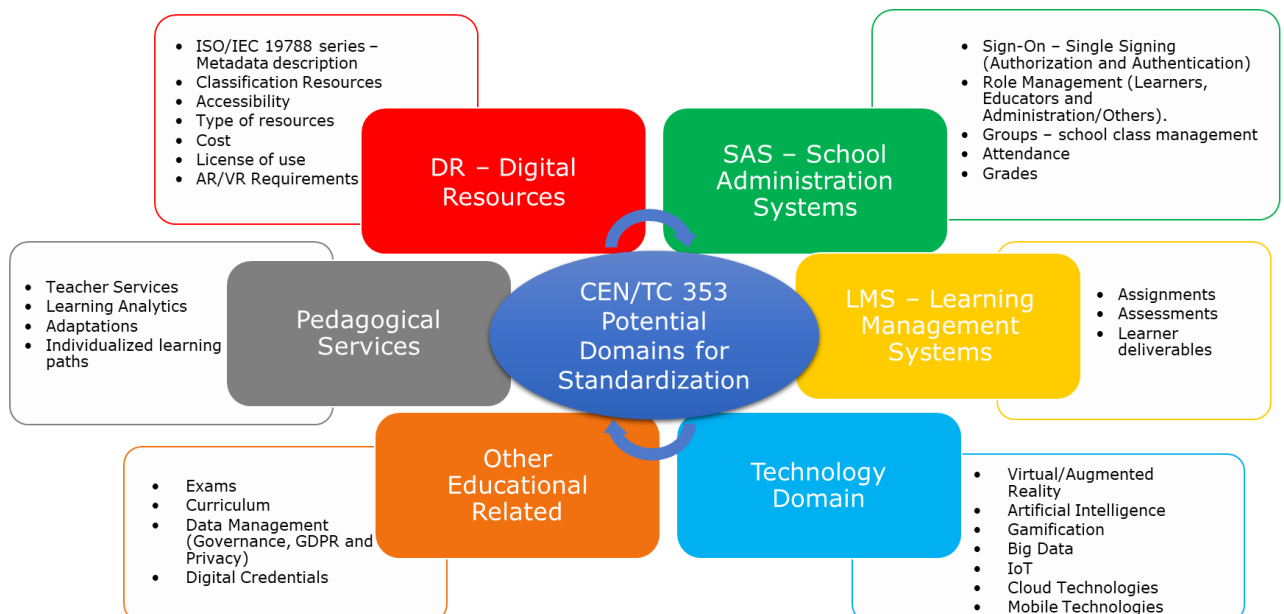 • ISO/IEC 19788 series –
Metadad description
• Classification Resources
• Accessibility
• Type of resources
• Cost
• License of use
• AR/VR Requirements
DR – Digital
Resources
SAS – School
Administration
Systems
• Sign-On – Single Signing
(Authorization and Authentication)
• Role Management (Learners,
Educators and
Administration/Others).
• Groups – school class management
• Attendance
• Grades
• Teacher Services
• Learning Analytics
• Adaptations
• Individualized learning
paths
Pedagogical
Services
CEN/TC 353
Potential
Domains for
Standardization
LMS – Learning
Management
Systems
• Assignments
• Assessments
• Learner
deliverables
• Exams
• Curriculum
• Data Management
(Governance, GDPR and
Privacy)
• Digital Credentials
Other
Educational
Related
Technology
Domain
• Virtual/Augmented
Reality
• Artificial Intelligence
• Gamification
• Big Data
• IoT
• Cloud Technologies
• Mobile Technologies